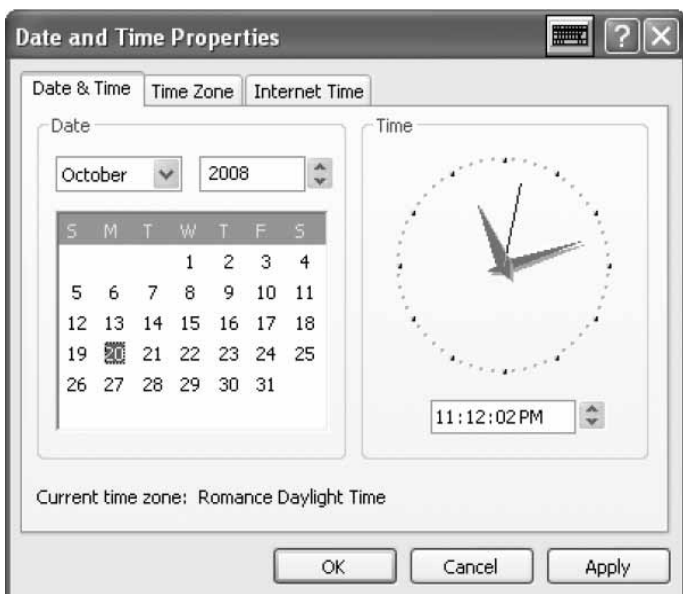 Date and Time Properties
Date & Time Time Zone Internet Time
Date
October 2008
S M T W T F S
1 2 3 4
5 6 7 8 9 10 11
12 13 14 15 16 17 18
19 20 21 22 23 24 25
26 27 28 29 30 31
Time
11:12:02 PM
Current time zone: Romance Daylight Time
OK Cancel Apply